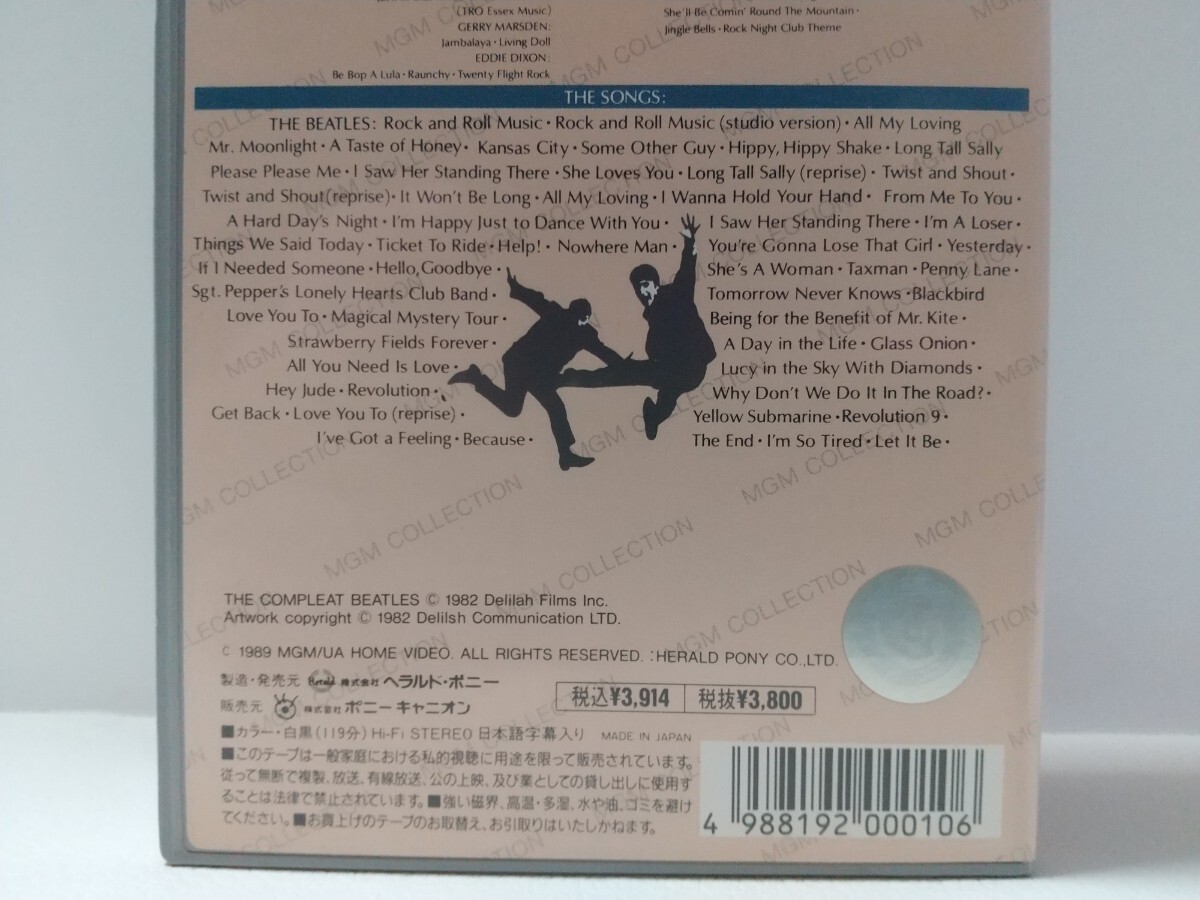 (TRO Essex Music)
GERRY MARSDEN:
Jambalaya • Living Doll
EDDIE DIXON:
Be Bop A Lula • Raunchy • Twenty Flight Rock
She'll Be Comin' Round The Mountain •
Jingle Bells • Rock Night Club Theme
THE SONGS:
THE BEATLES: Rock and Roll Music • Rock and Roll Music (studio version) • All My Loving
Mr. Moonlight • A Taste of Honey • Kansas City • Some Other Guy • Hippy, Hippy Shake • Long Tall Sally
Please Please Me • I Saw Her Standing There • She Loves You • Long Tall Sally (reprise) • Twist and Shout •
Twist and Shout(reprise) • It Won't Be Long • All My Loving • I Wanna Hold Your Hand • From Me To You •
A Hard Day's Night • I'm Happy Just to Dance With You • I Saw Her Standing There • I'm A Loser •
Things We Said Today • Ticket To Ride • Help! • Nowhere Man • You're Gonna Lose That Girl • Yesterday •
If I Needed Someone • Hello, Goodbye • She's A Woman • Taxman • Penny Lane •
Sgt. Pepper's Lonely Hearts Club Band • Tomorrow Never Knows • Blackbird
Love You To • Magical Mystery Tour • Being for the Benefit of Mr. Kite •
Strawberry Fields Forever • A Day in the Life • Glass Onion •
All You Need Is Love • Lucy in the Sky With Diamonds •
Hey Jude • Revolution • Why Don't We Do It In The Road? •
Get Back • Love You To (reprise) • Yellow Submarine • Revolution 9 •
I've Got a Feeling • Because • The End • I'm So Tired • Let It Be •
MGM COLLECTION
THE COMPLEAT BEATLES © 1982 Delilah Films Inc.
Artwork copyright © 1982 Delilsh Communication LTD.
© 1989 MGM/UA HOME VIDEO. ALL RIGHTS RESERVED. :HERALD PONY CO.,LTD.
製造・発売元 Herald 株式会社 ヘラルド・ポニー
販売元 株式会社 ポニー キャニオン
税込¥3,914 税抜¥3,800
■カラー・白黒(119分) Hi-Fi STEREO 日本語字幕入り MADE IN JAPAN
■このテープは一般家庭における私的視聴に用途を限って販売されています。
従って無断で複製、放送、有線放送、公の上映、及び業としての貸し出しに使用す
ることは法律で禁止されています。■強い磁界、高温・多湿、水や油、ゴミを避け
てください。■お買上げのテープのお取替え、お引取りはいたしかねます。
4 988192 000106